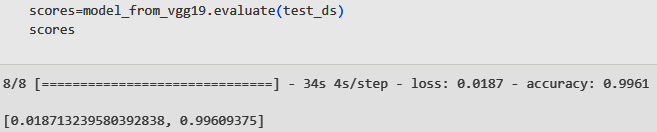 scores=model_from_vgg19.evaluate(test_ds)
scores
8/8 [==============================] - 34s 4s/step - loss: 0.0187 - accuracy: 0.9961
[0.018713239580392838, 0.99609375]